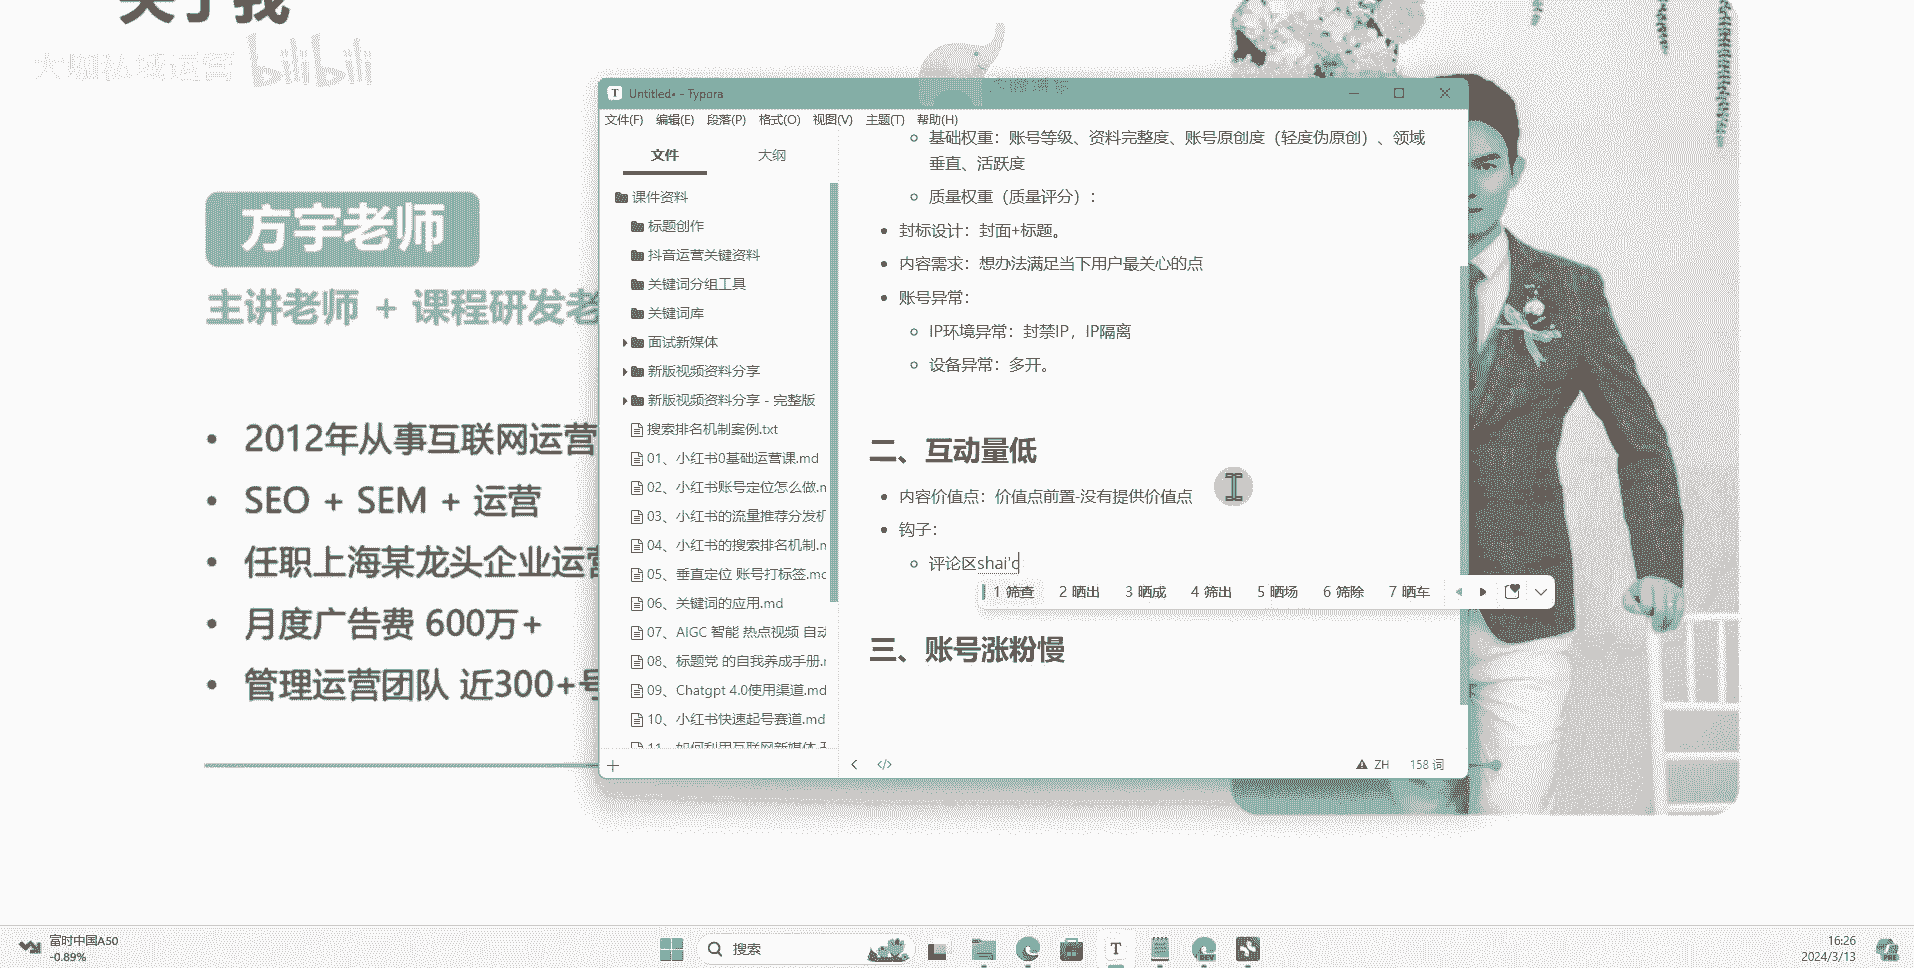 关于我
大咖私域运营 bilibili
方宇老师
主讲老师 + 课程研发老
2012年从事互联网运营
SEO + SEM + 运营
任职上海某龙头企业运营
月度广告费 600万+
管理运营团队 近300+号
Untitled• - Typora
文件(F) 编辑(E) 段落(P) 格式(O) 视图(V) 主题(T) 帮助(H)
文件 大纲
课件资料
标题创作
抖音运营关键资料
关键词分组工具
关键词库
面试新媒体
新版视频资料分享
新版视频资料分享 - 完整版
搜索排名机制案例.txt
01、小红书0基础运营课.md
02、小红书账号定位怎么做.m
03、小红书的流量推荐分发机
04、小红书的搜索排名机制.m
05、垂直定位 账号打标签.md
06、关键词的应用.md
07、AIGC 智能 热点视频 自动
08、标题党 的自我养成手册.m
09、Chatgpt 4.0使用渠道.md
10、小红书快速起号赛道.md
11、如何利用互联网新媒体
基础权重：账号等级、资料完整度、账号原创度（轻度伪原创）、领域
垂直、活跃度
质量权重（质量评分）：
封标设计：封面+标题。
内容需求：想办法满足当下用户最关心的点
账号异常：
IP环境异常：封禁IP，IP隔离
设备异常：多开。
二、互动量低
内容价值点：价值点前置-没有提供价值点
钩子：
评论区shai'c
1 筛查 2 晒出 3 晒成 4 筛出 5 晒场 6 筛除 7 晒车
三、账号涨粉慢
ZH 158 词
富时中国A50
-0.89%
搜索
16:26
2024/3/13